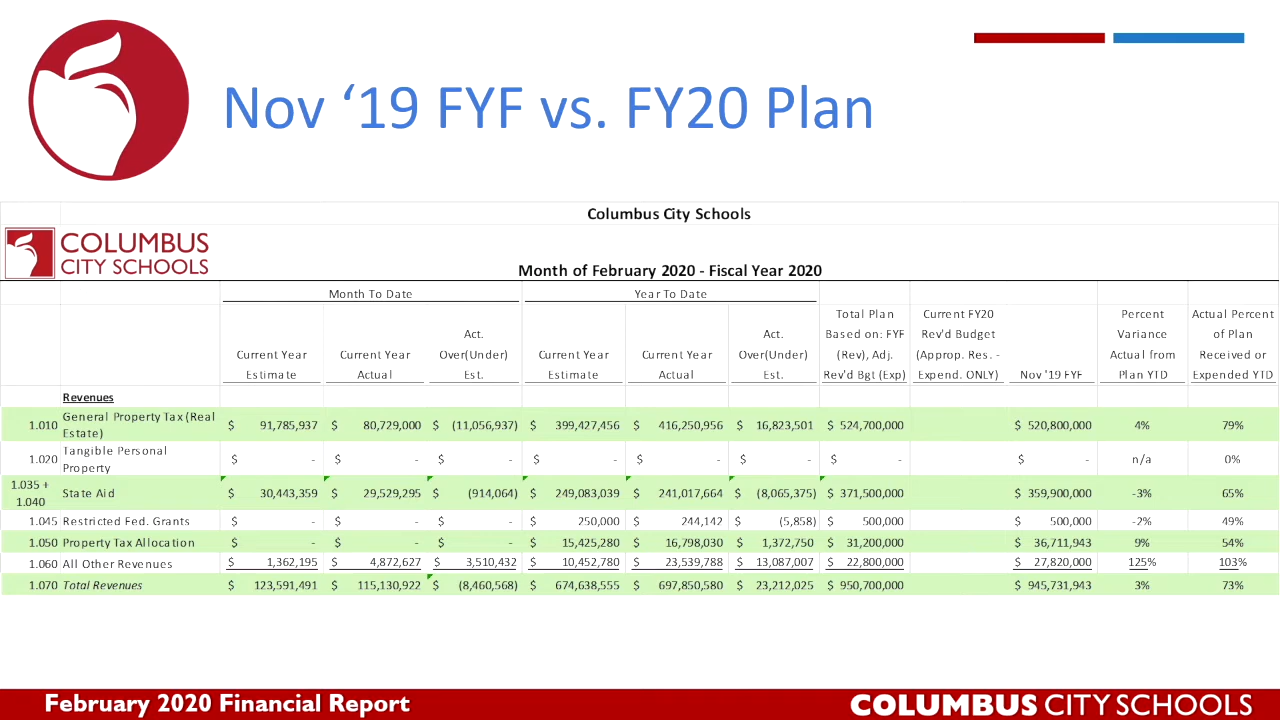 Nov ‘19 FYF vs. FY20 Plan
Columbus City Schools
COLUMBUS
CITY SCHOOLS
Month of February 2020 - Fiscal Year 2020
Month To Date Year To Date
Current Year Estimate Current Year Actual Act. Over(Under) Est. Current Year Estimate Current Year Actual Act. Over(Under) Est. Total Plan Based on: FYF (Rev), Adj. Rev'd Bgt (Exp) Current FY20 Rev'd Budget (Approp. Res. - Expend. ONLY) Nov '19 FYF Percent Variance Actual from Plan YTD Actual Percent of Plan Received or Expended YTD
Revenues
1.010 General Property Tax (Real Estate) $ 91,785,937 $ 80,729,000 $ (11,056,937) $ 399,427,456 $ 416,250,956 $ 16,823,501 $ 524,700,000 $ 520,800,000 4% 79%
1.020 Tangible Personal Property $ - $ - $ - $ - $ - $ - $ - $ - n/a 0%
1.035 + 1.040 State Aid $ 30,443,359 $ 29,529,295 $ (914,064) $ 249,083,039 $ 241,017,664 $ (8,065,375) $ 371,500,000 $ 359,900,000 -3% 65%
1.045 Restricted Fed. Grants $ - $ - $ - $ 250,000 $ 244,142 $ (5,858) $ 500,000 $ 500,000 -2% 49%
1.050 Property Tax Allocation $ - $ - $ - $ 15,425,280 $ 16,798,030 $ 1,372,750 $ 31,200,000 $ 36,711,943 9% 54%
1.060 All Other Revenues $ 1,362,195 $ 4,872,627 $ 3,510,432 $ 10,452,780 $ 23,539,788 $ 13,087,007 $ 22,800,000 $ 27,820,000 125% 103%
1.070 Total Revenues $ 123,591,491 $ 115,130,922 $ (8,460,568) $ 674,638,555 $ 697,850,580 $ 23,212,025 $ 950,700,000 $ 945,731,943 3% 73%
February 2020 Financial Report
COLUMBUS CITY SCHOOLS